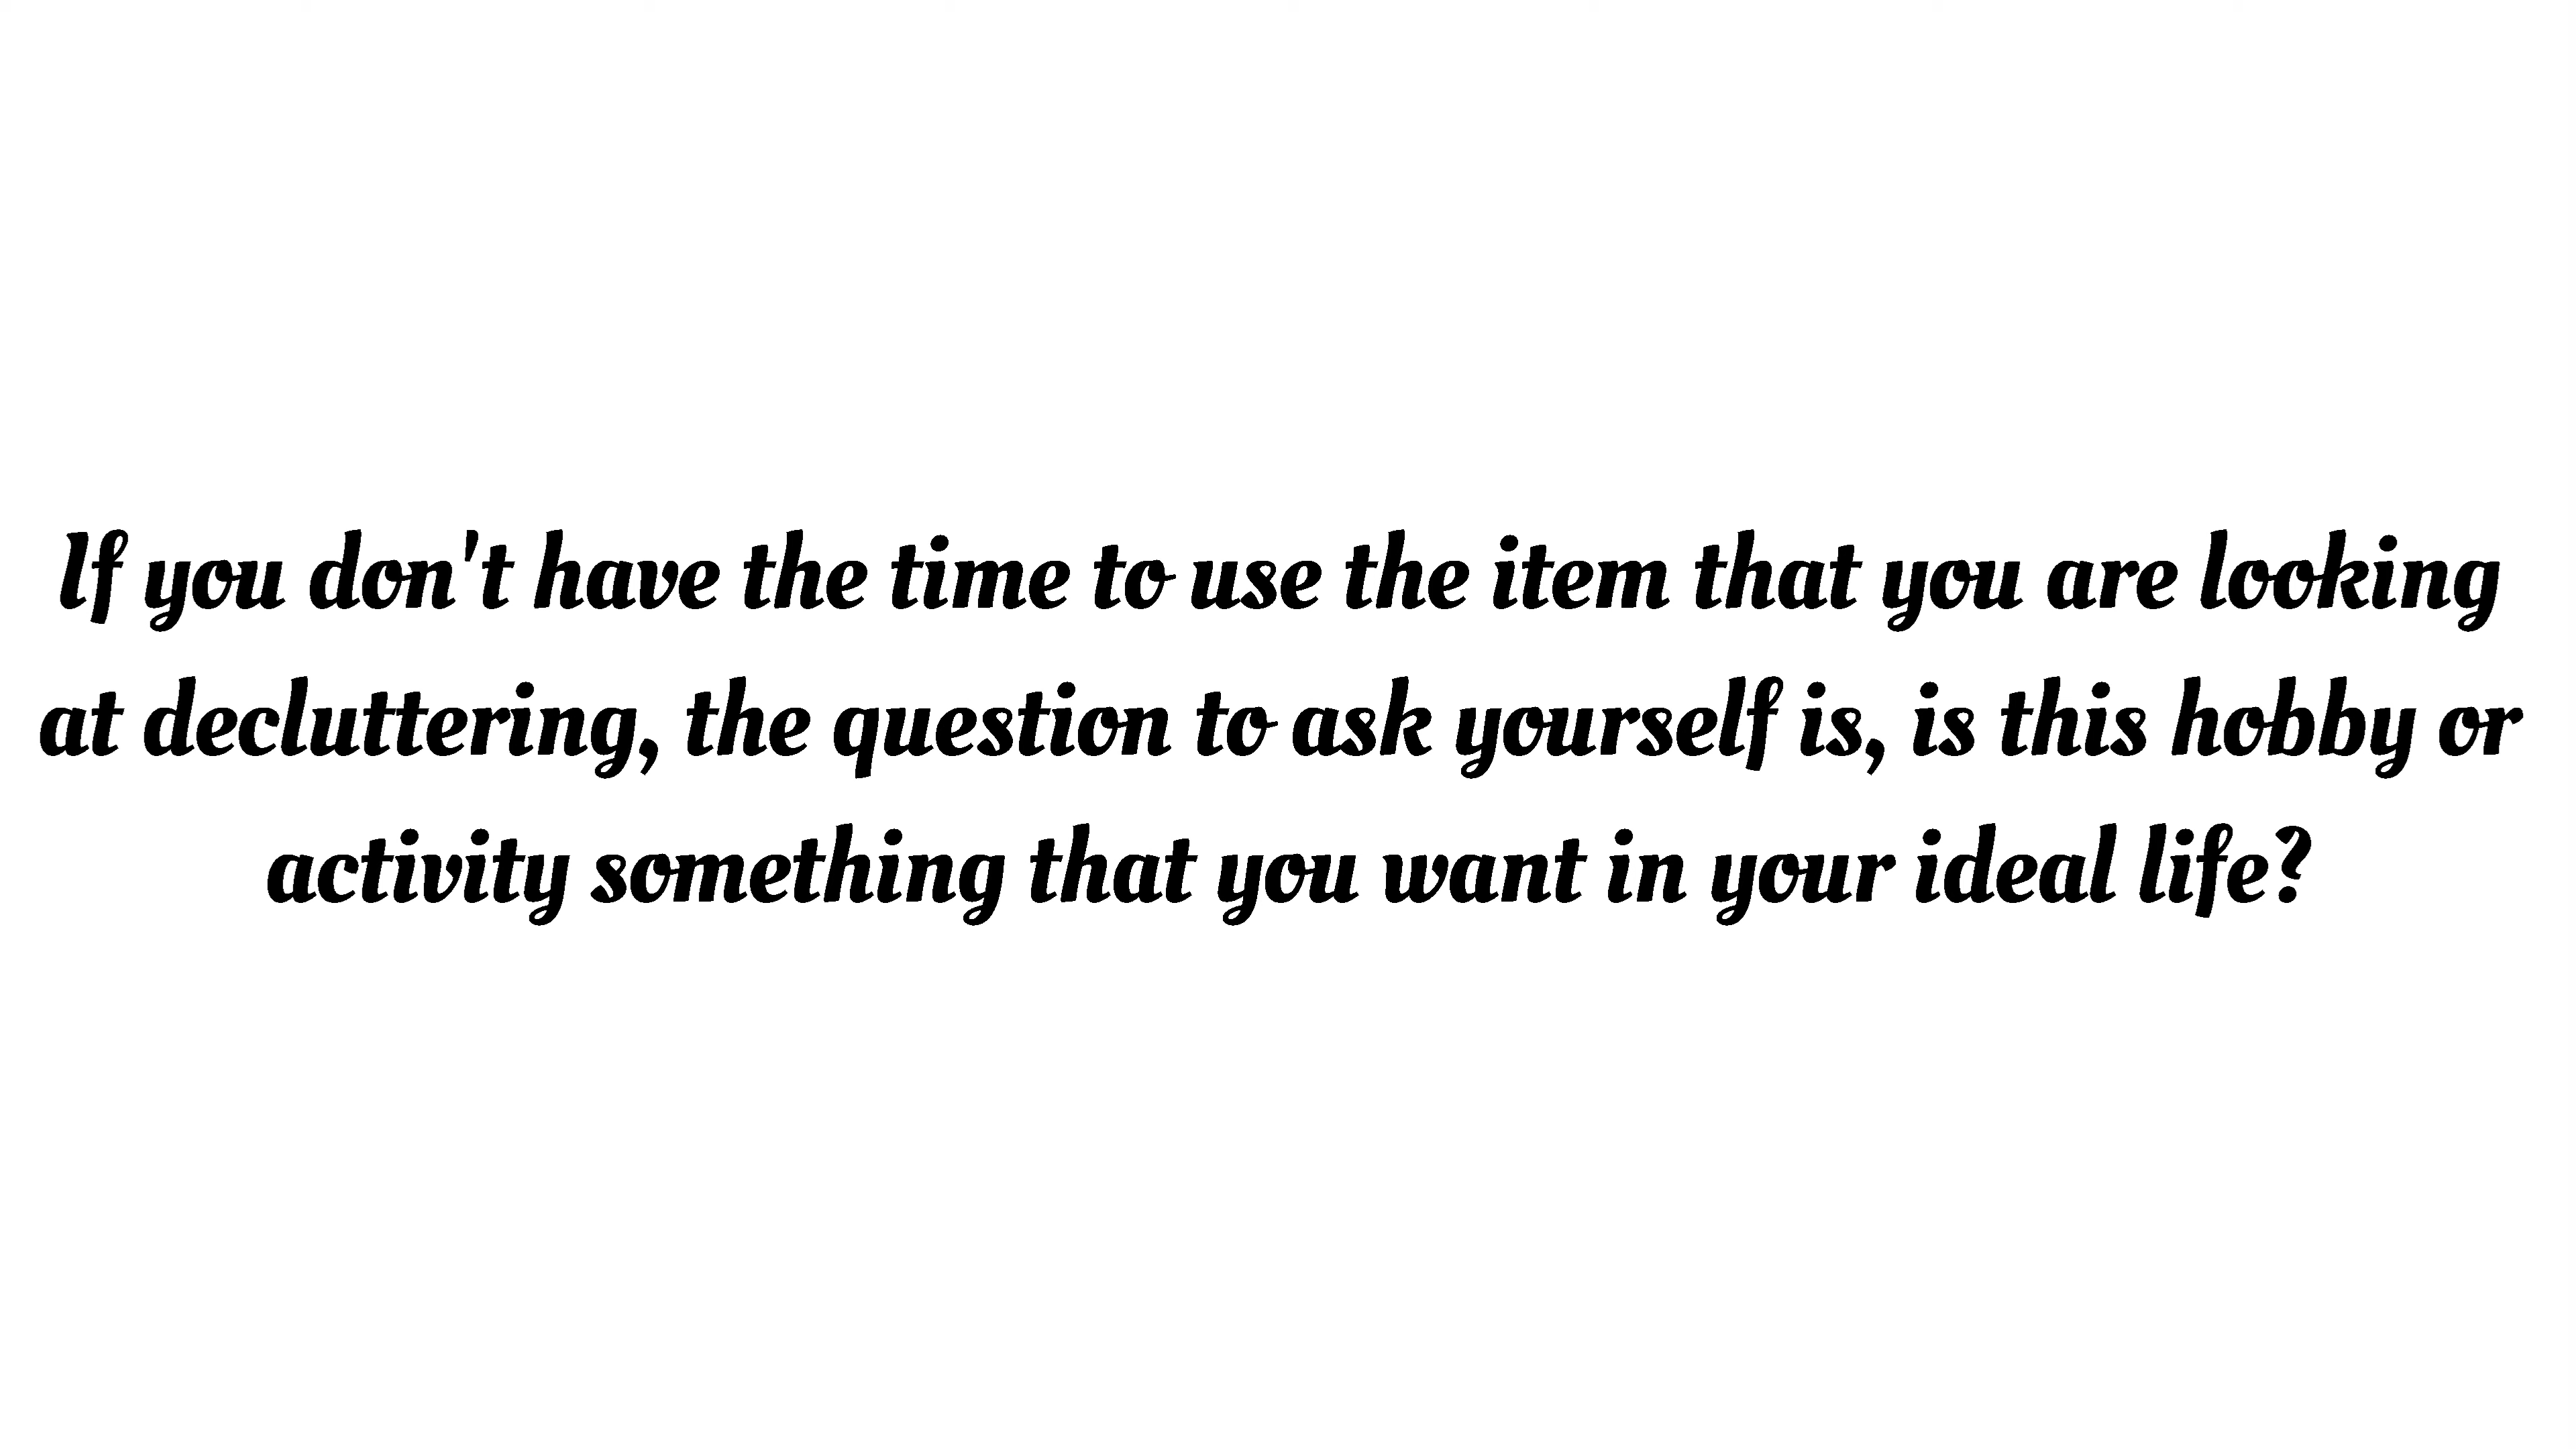 If you don't have the time to use the item that you are looking
at decluttering, the question to ask yourself is, is this hobby or
activity something that you want in your ideal life?